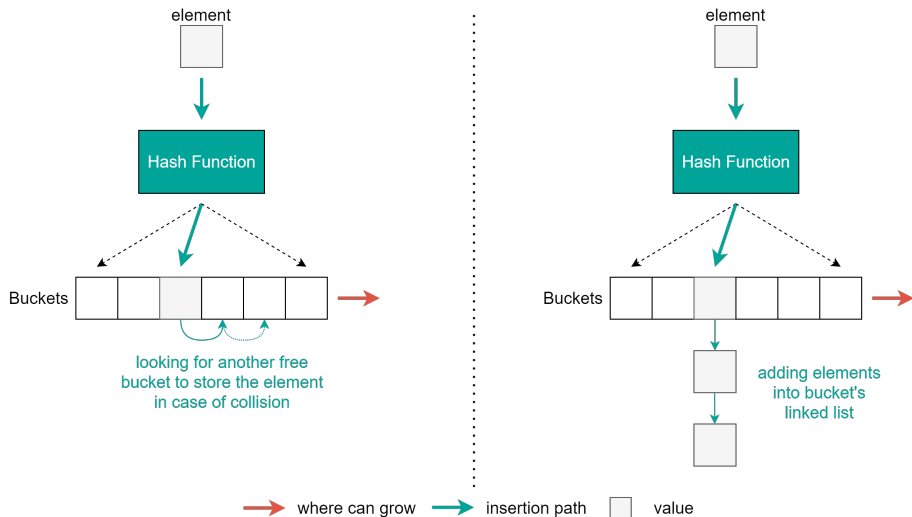 element
Hash Function
Buckets
looking for another free
bucket to store the element
in case of collision
element
Hash Function
Buckets
adding elements
into bucket's
linked list
where can grow
insertion path
value